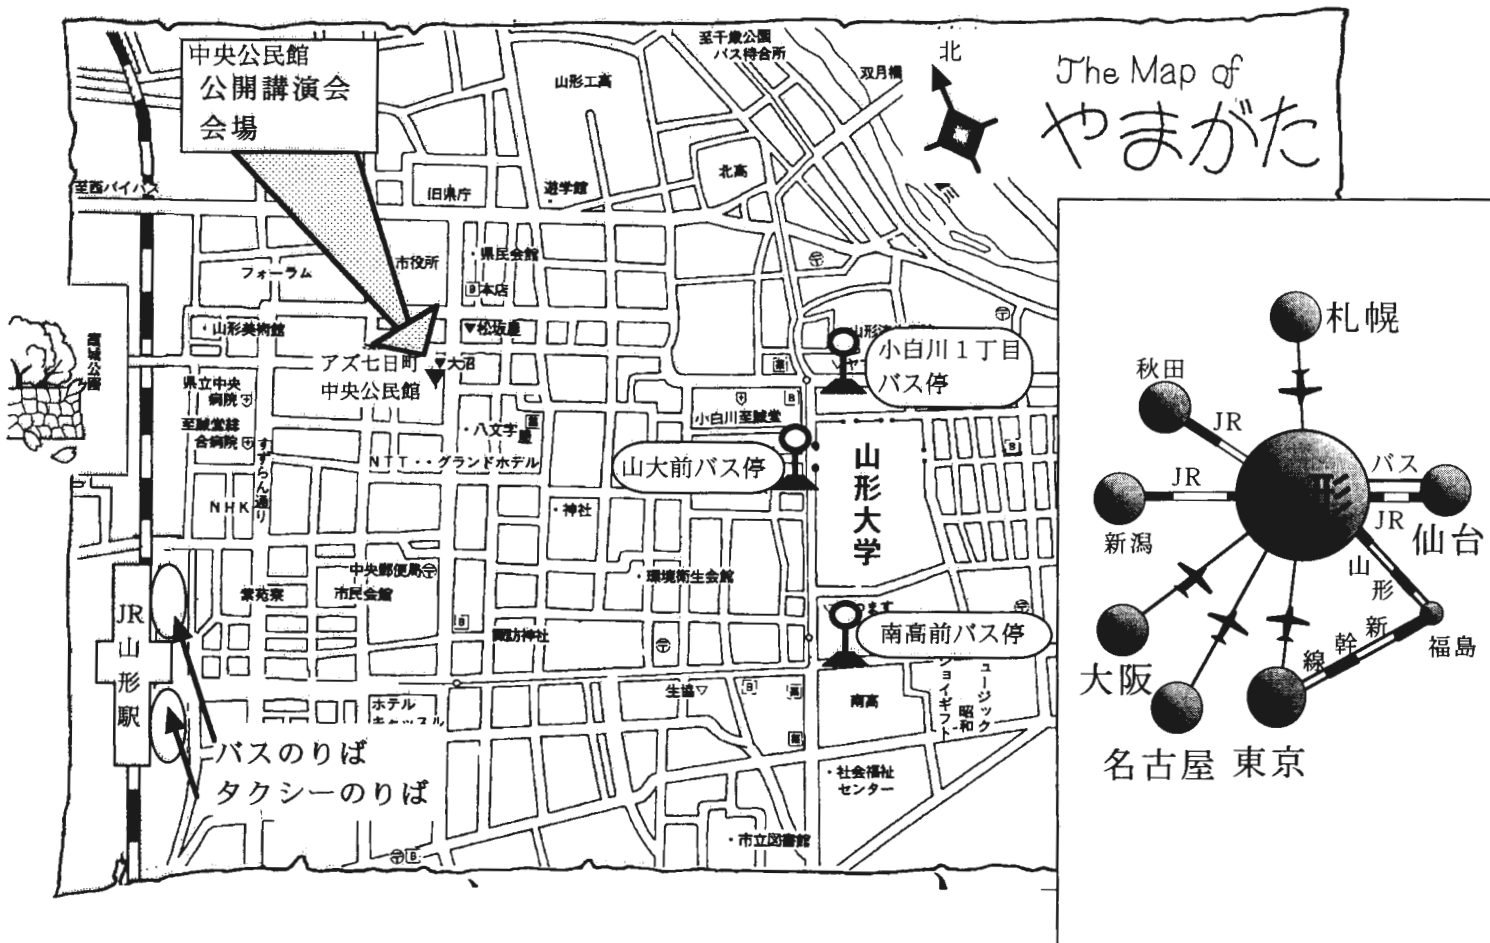 The Map of
やまがた
北
中央公民館
公開講演会
会場
至千歳公園
バス待合所
双月橋
山形工高
北高
至西バイパス
旧県庁
遊学館
市役所
・県民会館
フォーラム
B本店
・山形美術館
▼松坂屋
アズ七日町
中央公民館
▼大沼
霞城公園
県立中央
病院
至誠堂総
合病院
すずらん通り
・八文字
屋
NTT・・グランドホテル
NHK
・神社
小白川至誠堂
小白川1丁目
バス停
山大前バス停
山形大学
中央郵便局
紫苑寮
市民会館
・環境衛生会館
諏訪神社
南高前バス停
JR山形駅
生協▽
南高
ホテル
キャッスル
バスのりば
タクシーのりば
・社会福祉
センター
・市立図書館
昭和
札幌
秋田
JR
JR
新潟
形
バス
JR
仙台
山形新幹線
福島
大阪
名古屋
東京